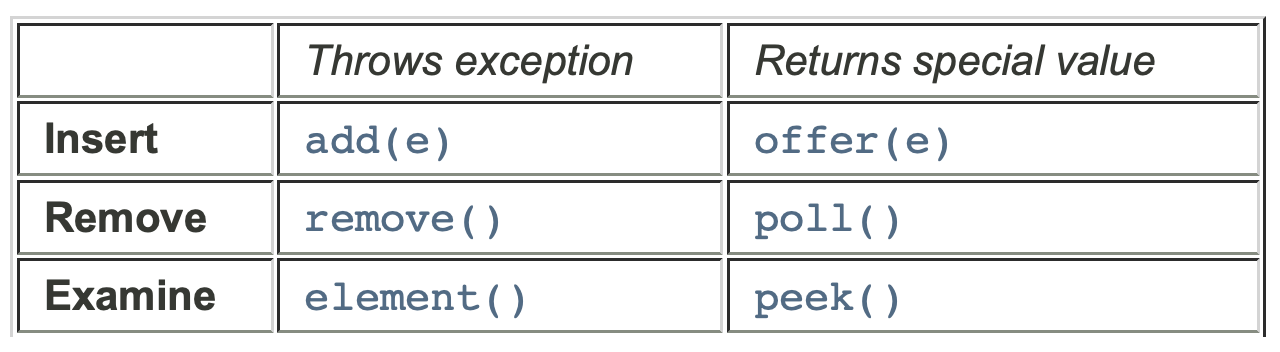 Throws exception Returns special value
Insert add(e) offer(e)
Remove remove() poll()
Examine element() peek()